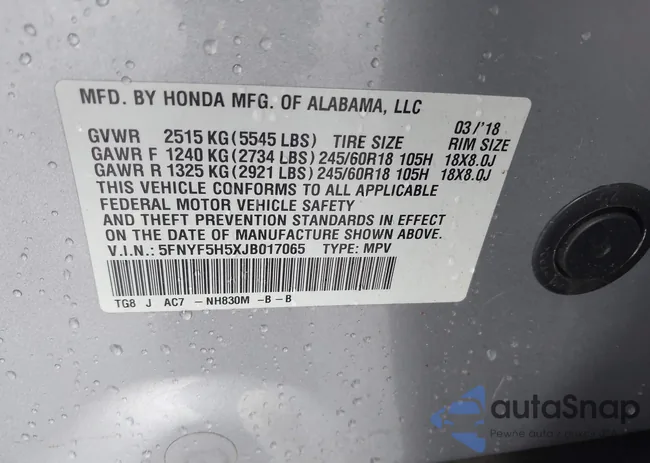 MFD. BY HONDA MFG. OF ALABAMA, LLC
03/'18
GVWR 2515 KG (5545 LBS) TIRE SIZE RIM SIZE
GAWR F 1240 KG (2734 LBS) 245/60R18 105H 18X8.0J
GAWR R 1325 KG (2921 LBS) 245/60R18 105H 18X8.0J
THIS VEHICLE CONFORMS TO ALL APPLICABLE
FEDERAL MOTOR VEHICLE SAFETY
AND THEFT PREVENTION STANDARDS IN EFFECT
ON THE DATE OF MANUFACTURE SHOWN ABOVE.
V.I.N.: 5FNYF5H5XJB017065 TYPE: MPV
TG8 J AC7 -NH830M -B-B
autaSnap
Pewne auto z